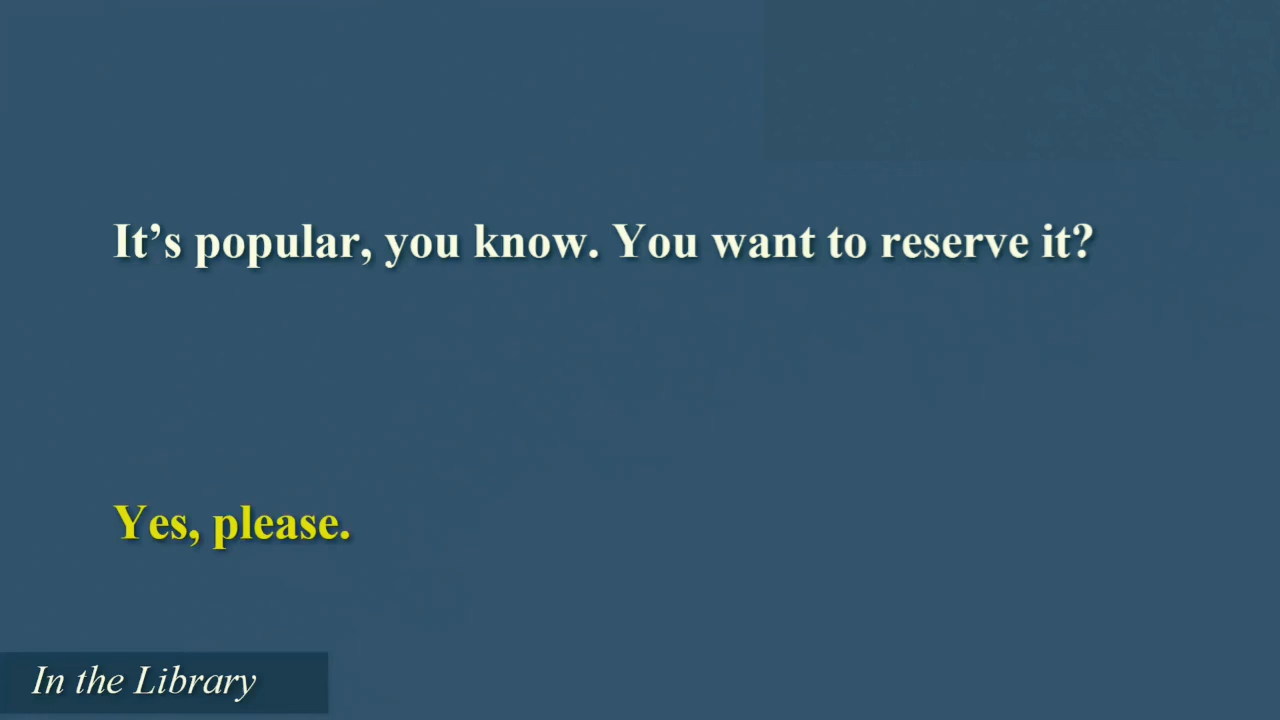 It’s popular, you know. You want to reserve it?
Yes, please.
In the Library